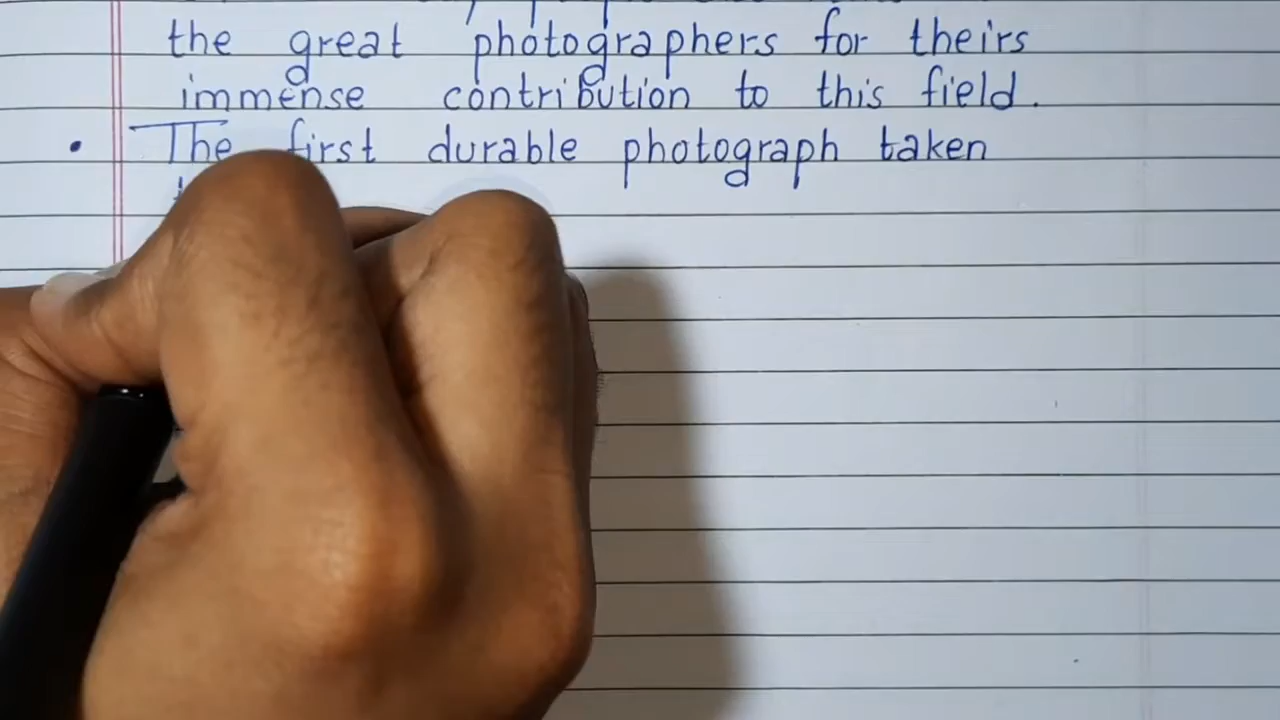 the great photographers for theirs
immense contribution to this field.
• The first durable photograph taken